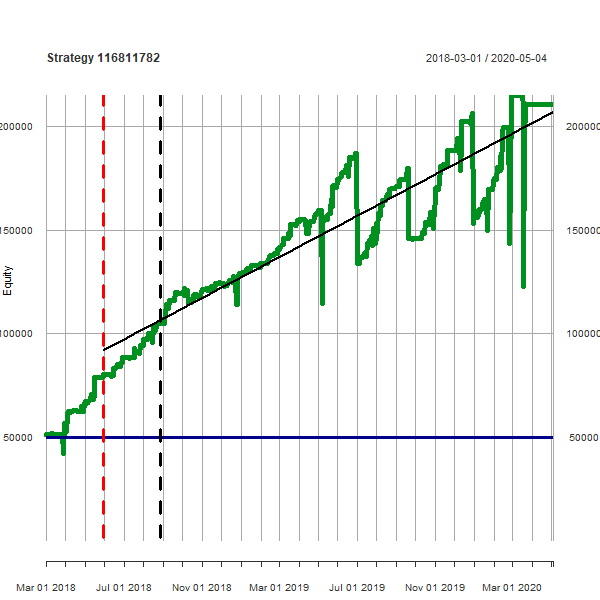 Strategy 116811782
2018-03-01 / 2020-05-04
200000
200000
150000
150000
Equity
100000
100000
50000
50000
Mar 01 2018
Jul 01 2018
Nov 01 2018
Mar 01 2019
Jul 01 2019
Nov 01 2019
Mar 01 2020